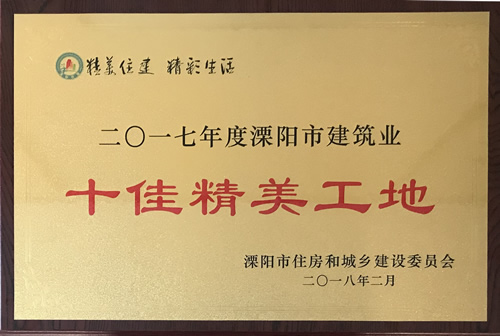 精美住建 精彩生活
二〇一七年度溧阳市建筑业
十佳精美工地
溧阳市住房和城乡建设委员会
二〇一八年二月